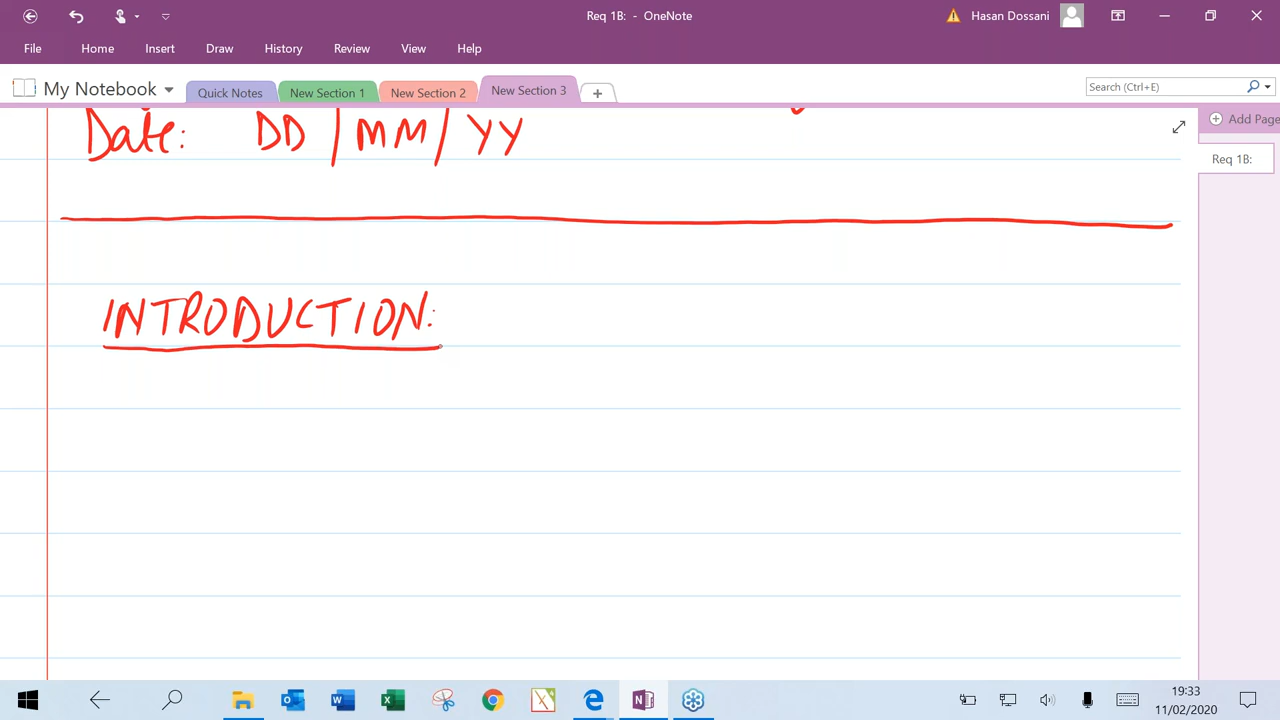 Req 1B: - OneNote
Hasan Dossani
File Home Insert Draw History Review View Help
My Notebook Quick Notes New Section 1 New Section 2 New Section 3
Search (Ctrl+E)
Add Page
Req 1B:
Date: DD/MM/YY
INTRODUCTION:
19:33
11/02/2020